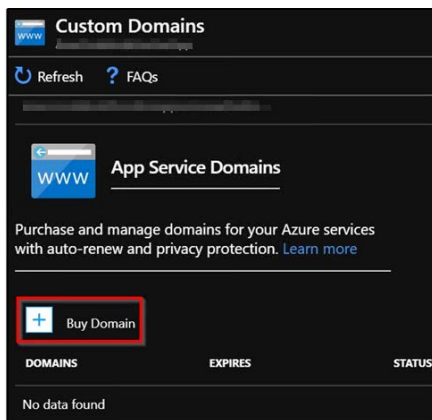 www
Custom Domains
Refresh ? FAQs
www
App Service Domains
Purchase and manage domains for your Azure services
with auto-renew and privacy protection. Learn more
+ Buy Domain
DOMAINS EXPIRES STATUS
No data found